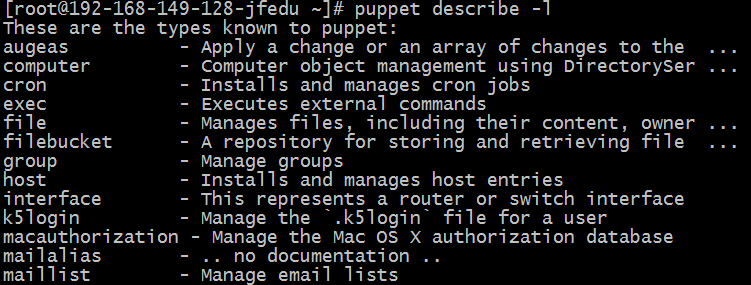 [root@192-168-149-128-jfedu ~]# puppet describe -l
These are the types known to puppet:
augeas          - Apply a change or an array of changes to the  ...
computer        - Computer object management using DirectorySer ...
cron            - Installs and manages cron jobs
exec            - Executes external commands
file            - Manages files, including their content, owner ...
filebucket      - A repository for storing and retrieving file  ...
group           - Manage groups
host            - Installs and manages host entries
interface       - This represents a router or switch interface
k5login         - Manage the `.k5login` file for a user
macauthorization - Manage the Mac OS X authorization database
mailalias       - .. no documentation ..
maillist        - Manage email lists